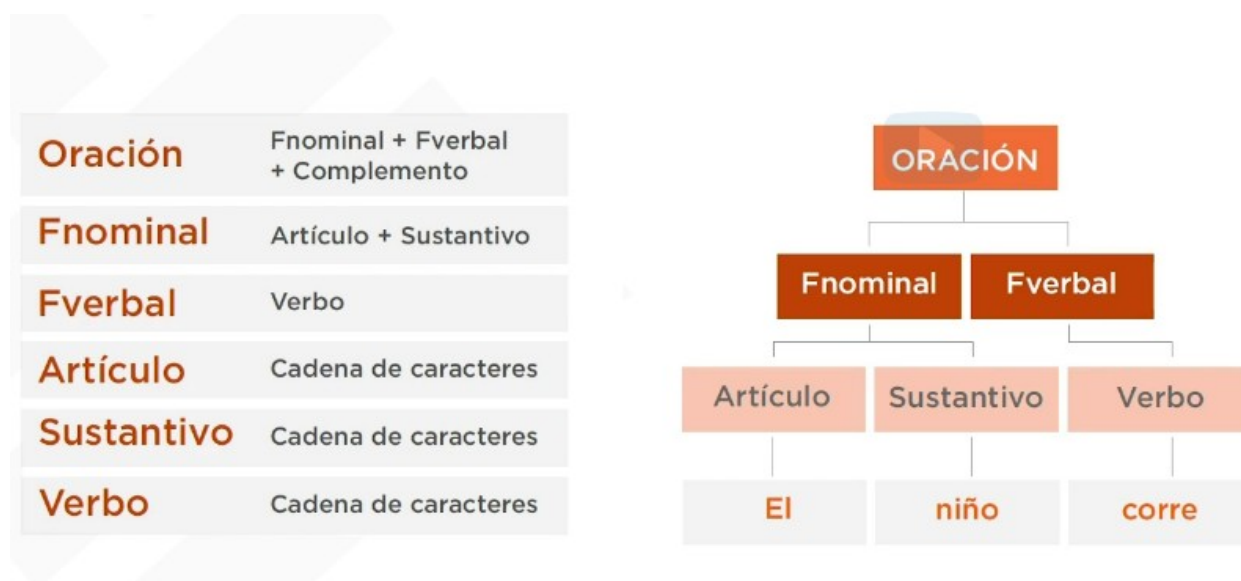 Oración
Fnominal + Fverbal
+ Complemento
Fnominal
Artículo + Sustantivo
Fverbal
Verbo
Artículo
Cadena de caracteres
Sustantivo
Cadena de caracteres
Verbo
Cadena de caracteres
ORACIÓN
Fnominal
Fverbal
Artículo
Sustantivo
Verbo
El
niño
corre